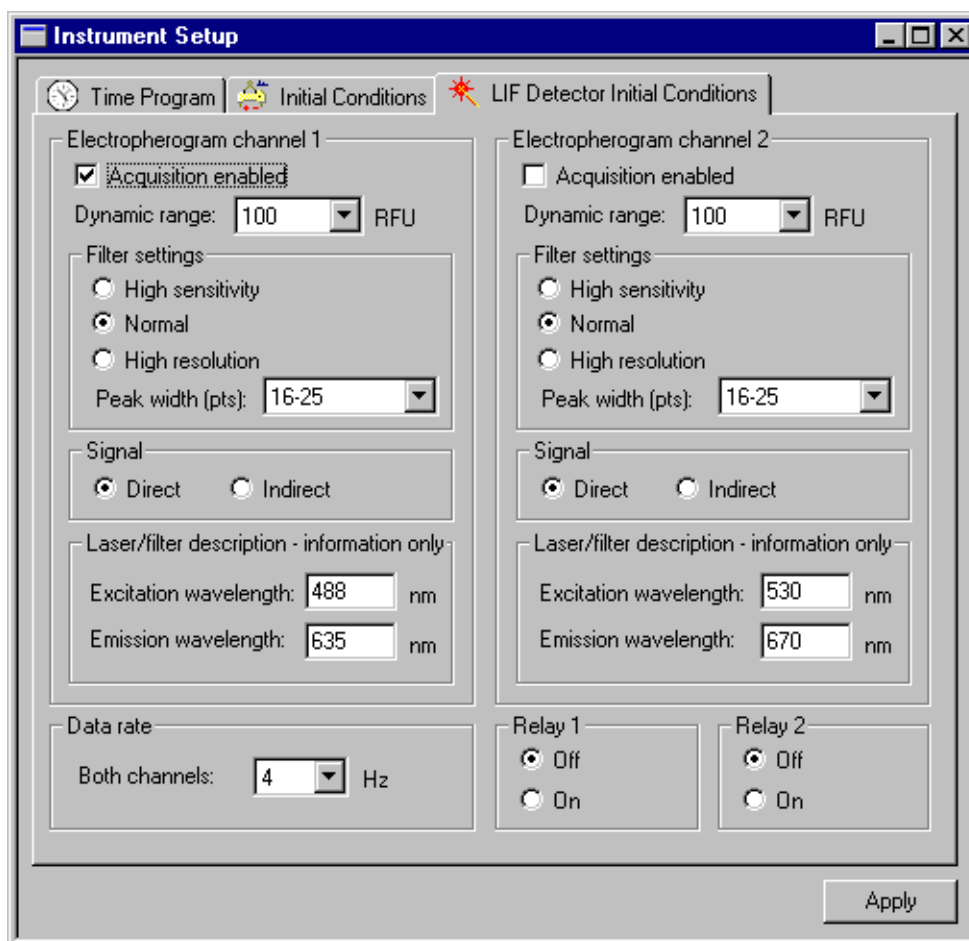 Instrument Setup
Time Program
Initial Conditions
LIF Detector Initial Conditions
Electropherogram channel 1
Acquisition enabled
Dynamic range: 100 RFU
Filter settings
High sensitivity
Normal
High resolution
Peak width (pts): 16-25
Signal
Direct Indirect
Laser/filter description - information only
Excitation wavelength: 488 nm
Emission wavelength: 635 nm
Electropherogram channel 2
Acquisition enabled
Dynamic range: 100 RFU
Filter settings
High sensitivity
Normal
High resolution
Peak width (pts): 16-25
Signal
Direct Indirect
Laser/filter description - information only
Excitation wavelength: 530 nm
Emission wavelength: 670 nm
Data rate
Both channels: 4 Hz
Relay 1
Off
On
Relay 2
Off
On
Apply